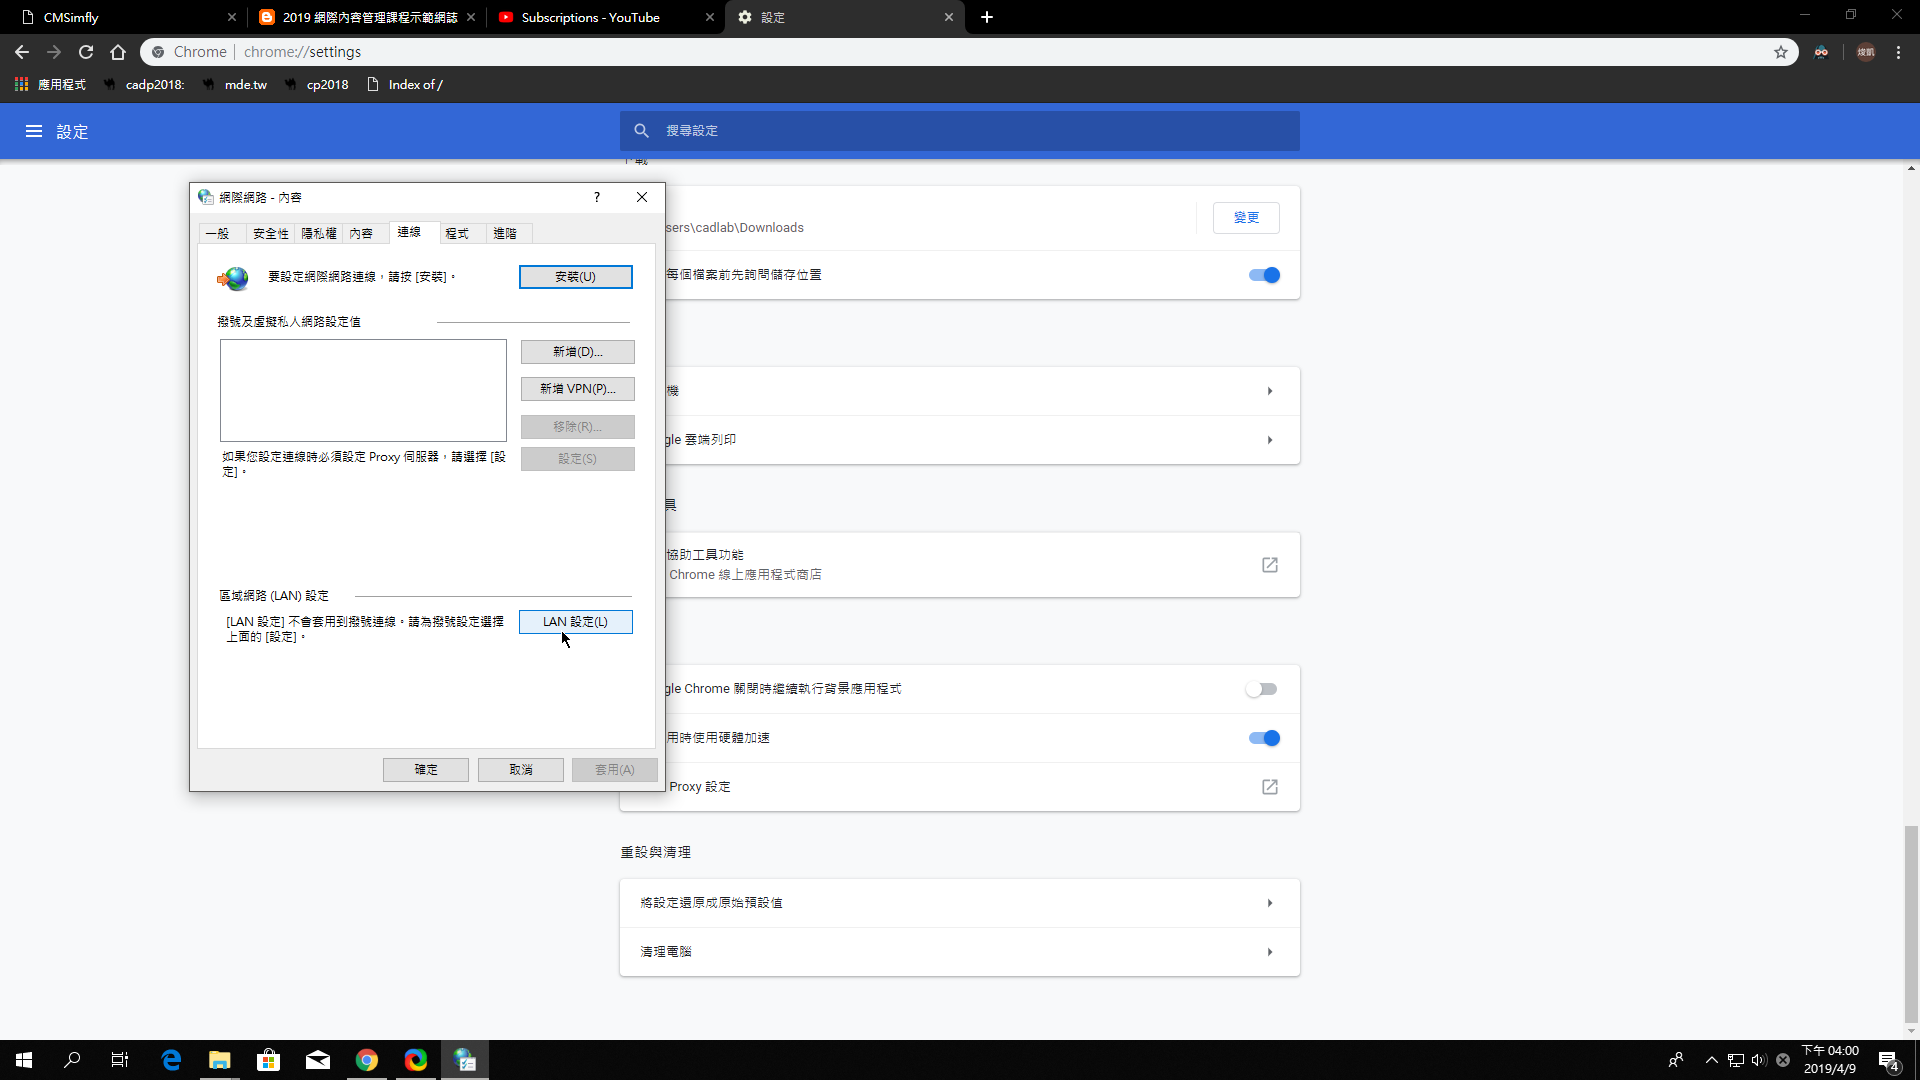 CMSimfly
2019 網際內容管理課程示範網誌
Subscriptions - YouTube
設定
Chrome
chrome://settings
應用程式
cadp2018:
mde.tw
cp2018
Index of /
設定
搜尋設定
下載
網際網路 - 內容
?
一般
安全性
隱私權
內容
連線
程式
進階
要設定網際網路連線，請按 [安裝]。
安裝(U)
撥號及虛擬私人網路設定值
新增(D)...
新增 VPN(P)...
移除(R)...
如果您設定連線時必須設定 Proxy 伺服器，請選擇 [設
定]。
設定(S)
區域網路 (LAN) 設定
[LAN 設定] 不會套用到撥號連線。請為撥號設定選擇
上面的 [設定]。
LAN 設定(L)
確定
取消
套用(A)
sers\cadlab\Downloads
變更
每個檔案前先詢問儲存位置
機
gle 雲端列印
具
協助工具功能
Chrome 線上應用程式商店
gle Chrome 關閉時繼續執行背景應用程式
用時使用硬體加速
Proxy 設定
重設與清理
將設定還原成原始預設值
清理電腦
下午 04:00
2019/4/9
4